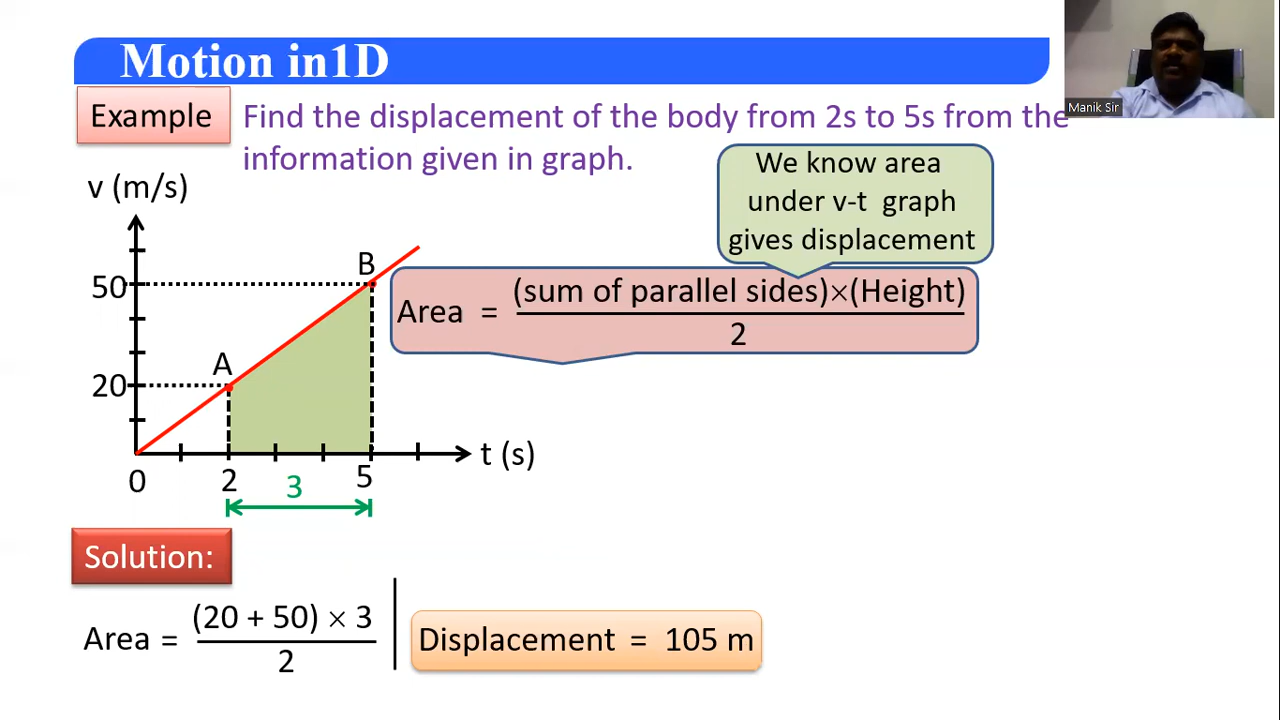 Motion in1D
Manik Sir
Example
Find the displacement of the body from 2s to 5s from the
information given in graph.
We know area
under v-t graph
gives displacement
v (m/s)
B
50
A
20
0
2
5
t (s)
3
Area = (sum of parallel sides)×(Height)
2
Solution:
Area = (20 + 50) × 3
2
Displacement = 105 m